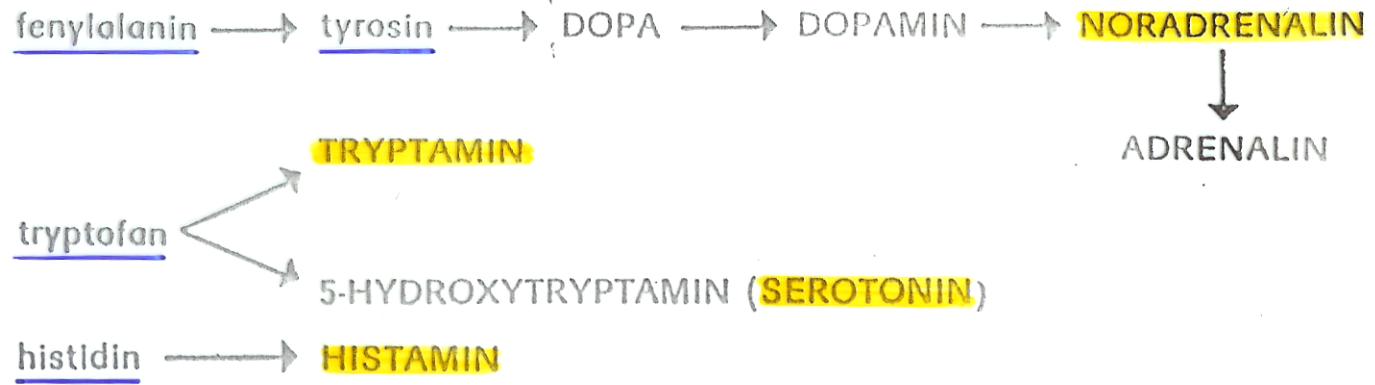 fenylalanin → tyrosin → DOPA → DOPAMIN → NORADRENALIN
ADRENALIN
TRYPTAMIN
tryptofan
5-HYDROXYTRYPTAMIN (SEROTONIN)
histidin → HISTAMIN